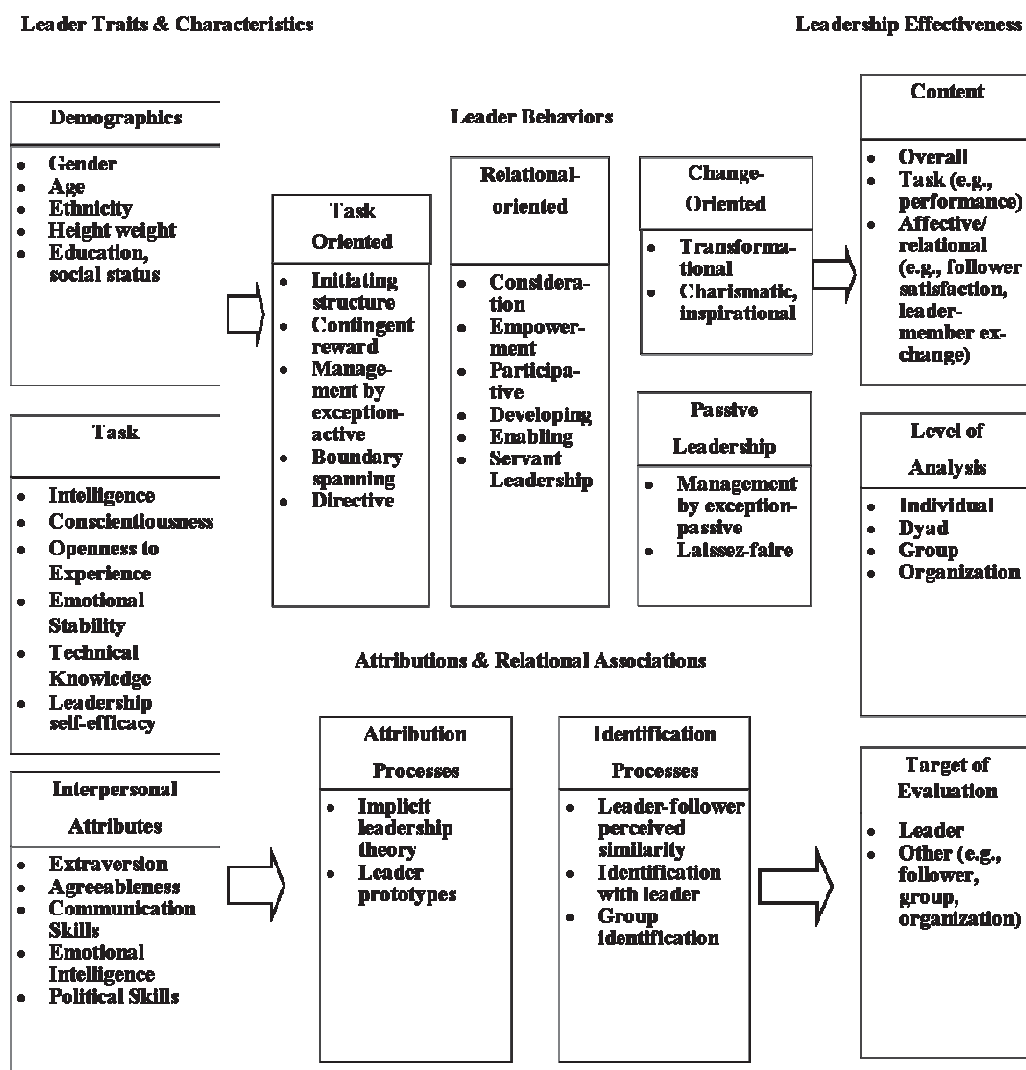 Leader Traits & Characteristics
Leadership Effectiveness
Demographics
• Gender
• Age
• Ethnicity
• Height weight
• Education,
social status
Task
• Intelligence
• Conscientiousness
• Openness to
Experience
• Emotional
Stability
• Technical
Knowledge
• Leadership
self-efficacy
Interpersonal
Attributes
• Extraversion
• Agreeableness
• Communication
Skills
• Emotional
Intelligence
• Political Skills
Leader Behaviors
Task
Oriented
• Initiating
structure
• Contingent
reward
• Manage-
ment by
exception-
active
• Boundary
spanning
• Directive
Relational-
oriented
• Considera-
tion
• Empower-
ment
• Participa-
tive
• Developing
• Enabling
• Servant
Leadership
Change-
Oriented
• Transforma-
tional
• Charismatic,
inspirational
Passive
Leadership
• Management
by exception-
passive
• Laissez-faire
Attributions & Relational Associations
Attribution
Processes
• Implicit
leadership
theory
• Leader
prototypes
Identification
Processes
• Leader-follower
perceived
similarity
• Identification
with leader
• Group
identification
Content
• Overall
• Task (e.g.,
performance)
• Affective/
relational
(e.g., follower
satisfaction,
leader-
member ex-
change)
Level of
Analysis
• Individual
• Dyad
• Group
• Organization
Target of
Evaluation
• Leader
• Other (e.g.,
follower,
group,
organization)